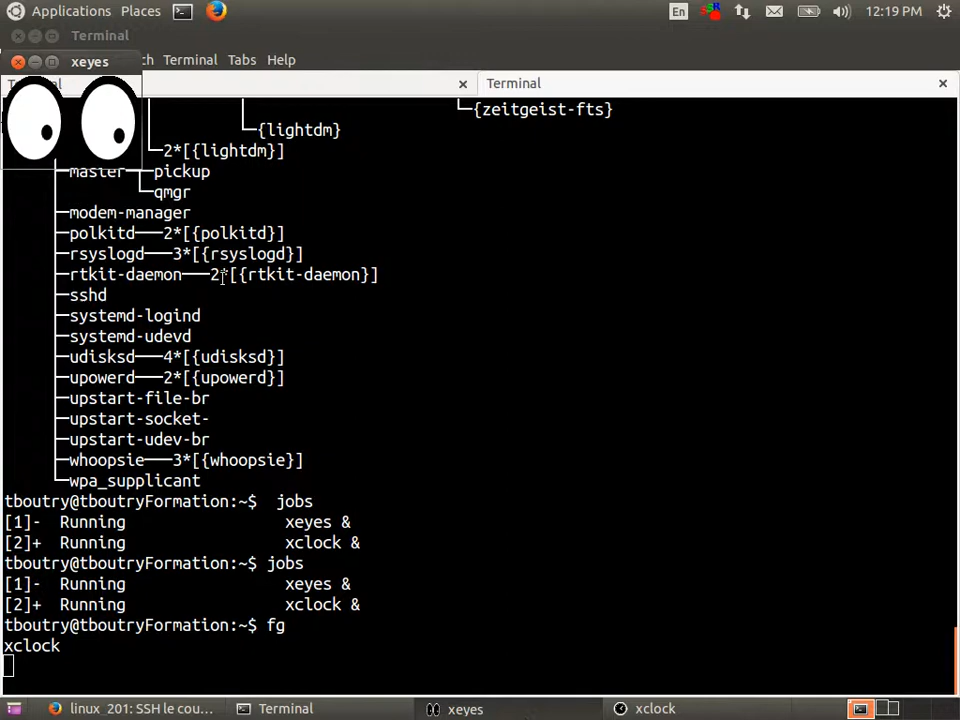 Applications Places En 12:19 PM
Terminal
xeyes ch Terminal Tabs Help
Terminal
└─{zeitgeist-fts}
└─{lightdm}
└─2*[{lightdm}]
├─master─┬─pickup
└─qmgr
├─modem-manager
├─polkitd───2*[{polkitd}]
├─rsyslogd───3*[{rsyslogd}]
├─rtkit-daemon───2*[{rtkit-daemon}]
├─sshd
├─systemd-logind
├─systemd-udevd
├─udisksd───4*[{udisksd}]
├─upowerd───2*[{upowerd}]
├─upstart-file-br
├─upstart-socket-
├─upstart-udev-br
├─whoopsie───3*[{whoopsie}]
└─wpa_supplicant
tboutry@tboutryFormation:~$  jobs
[1]-  Running                 xeyes &
[2]+  Running                 xclock &
tboutry@tboutryFormation:~$ jobs
[1]-  Running                 xeyes &
[2]+  Running                 xclock &
tboutry@tboutryFormation:~$ fg
xclock
linux_201: SSH le cou... Terminal xeyes xclock